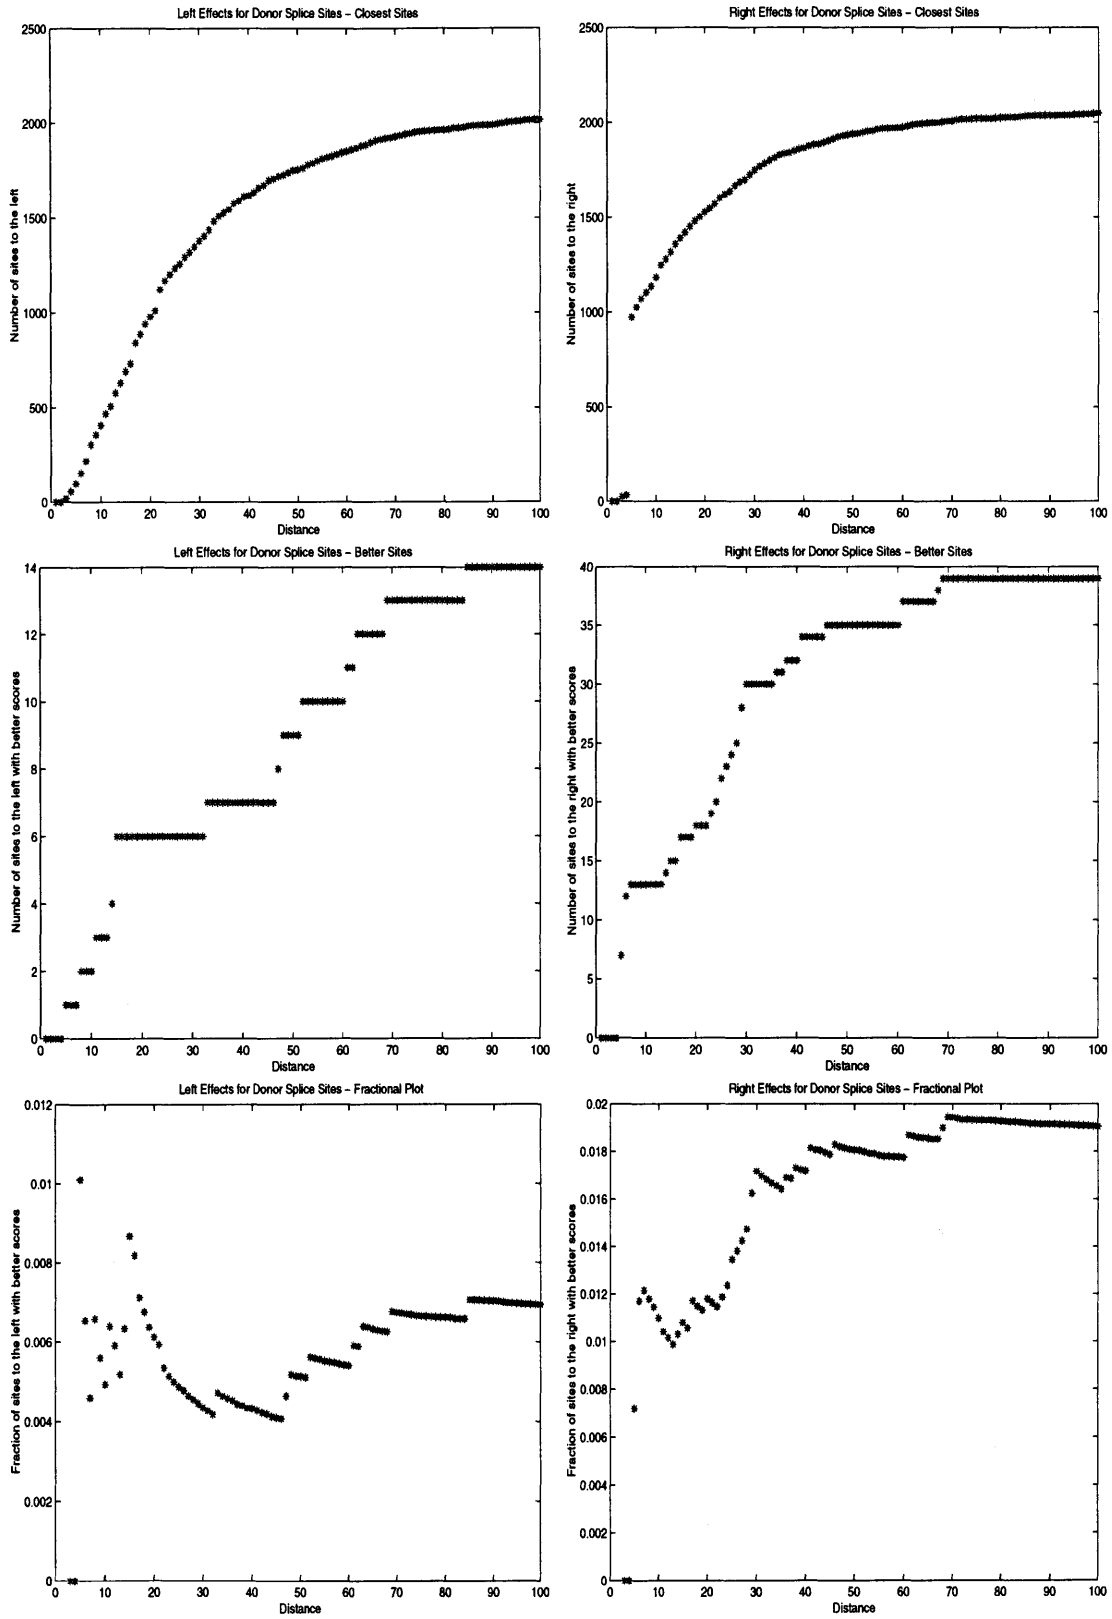 Left Effects for Donor Splice Sites – Closest Sites
2500
2000
1500
1000
500
0
Number of sites to the left
0 10 20 30 40 50 60 70 80 90 100
Distance
Right Effects for Donor Splice Sites – Closest Sites
2500
2000
1500
1000
500
0
Number of sites to the right
0 10 20 30 40 50 60 70 80 90 100
Distance
Left Effects for Donor Splice Sites – Better Sites
14
12
10
8
6
4
2
0
Number of sites to the left with better scores
0 10 20 30 40 50 60 70 80 90 100
Distance
Right Effects for Donor Splice Sites – Better Sites
40
35
30
25
20
15
10
5
0
Number of sites to the right with better scores
0 10 20 30 40 50 60 70 80 90 100
Distance
Left Effects for Donor Splice Sites – Fractional Plot
0.012
0.01
0.008
0.006
0.004
0.002
0
Fraction of sites to the left with better scores
0 10 20 30 40 50 60 70 80 90 100
Distance
Right Effects for Donor Splice Sites – Fractional Plot
0.02
0.018
0.016
0.014
0.012
0.01
0.008
0.006
0.004
0.002
0
Fraction of sites to the right with better scores
0 10 20 30 40 50 60 70 80 90 100
Distance